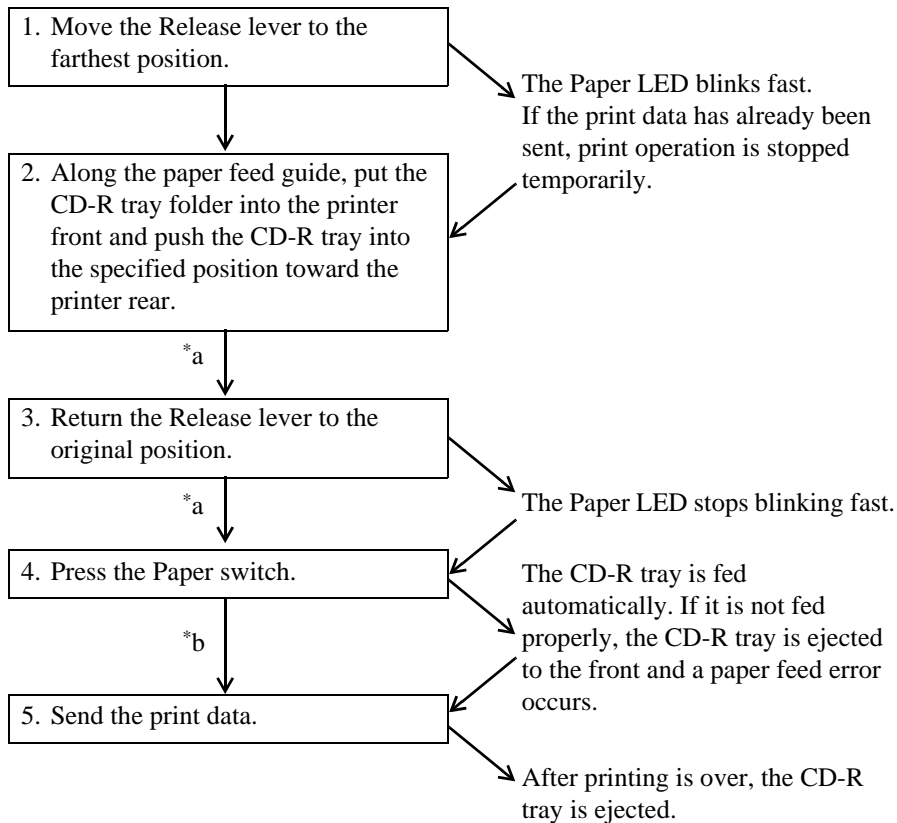 1. Move the Release lever to the
farthest position.
The Paper LED blinks fast.
If the print data has already been
sent, print operation is stopped
temporarily.
2. Along the paper feed guide, put the
CD-R tray folder into the printer
front and push the CD-R tray into
the specified position toward the
printer rear.
*a
3. Return the Release lever to the
original position.
The Paper LED stops blinking fast.
*a
4. Press the Paper switch.
The CD-R tray is fed
automatically. If it is not fed
properly, the CD-R tray is ejected
to the front and a paper feed error
occurs.
*b
5. Send the print data.
After printing is over, the CD-R
tray is ejected.